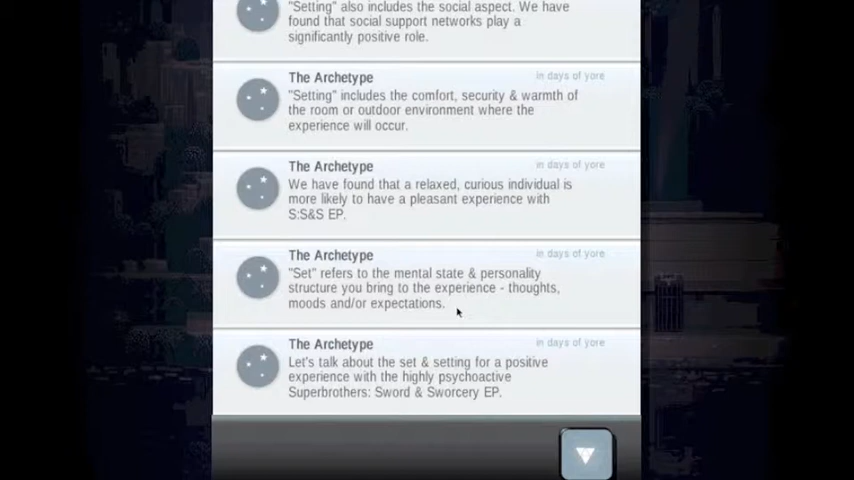 "Setting" also includes the social aspect. We have
found that social support networks play a
significantly positive role.
The Archetype
in days of yore
"Setting" includes the comfort, security & warmth of
the room or outdoor environment where the
experience will occur.
The Archetype
in days of yore
We have found that a relaxed, curious individual is
more likely to have a pleasant experience with
S:S&S EP.
The Archetype
in days of yore
"Set" refers to the mental state & personality
structure you bring to the experience - thoughts,
moods and/or expectations.
The Archetype
in days of yore
Let's talk about the set & setting for a positive
experience with the highly psychoactive
Superbrothers: Sword & Sworcery EP.